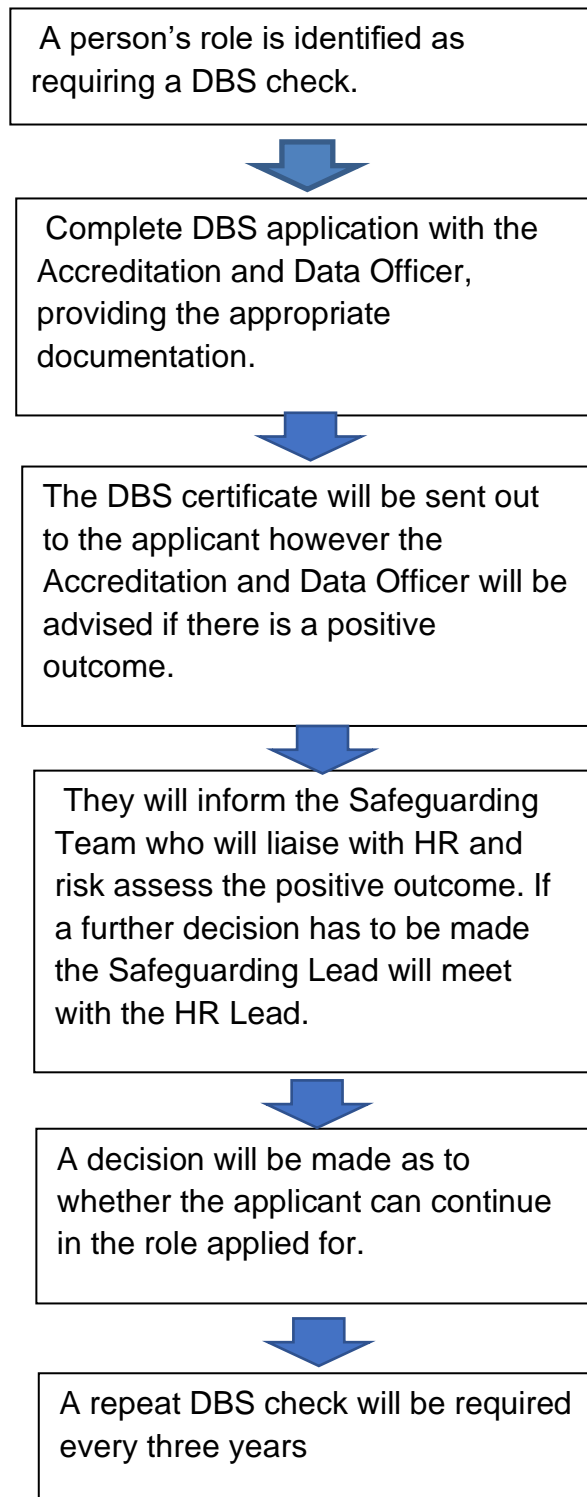 A person’s role is identified as
requiring a DBS check.
Complete DBS application with the
Accreditation and Data Officer,
providing the appropriate
documentation.
The DBS certificate will be sent out
to the applicant however the
Accreditation and Data Officer will be
advised if there is a positive
outcome.
They will inform the Safeguarding
Team who will liaise with HR and
risk assess the positive outcome. If
a further decision has to be made
the Safeguarding Lead will meet
with the HR Lead.
A decision will be made as to
whether the applicant can continue
in the role applied for.
A repeat DBS check will be required
every three years